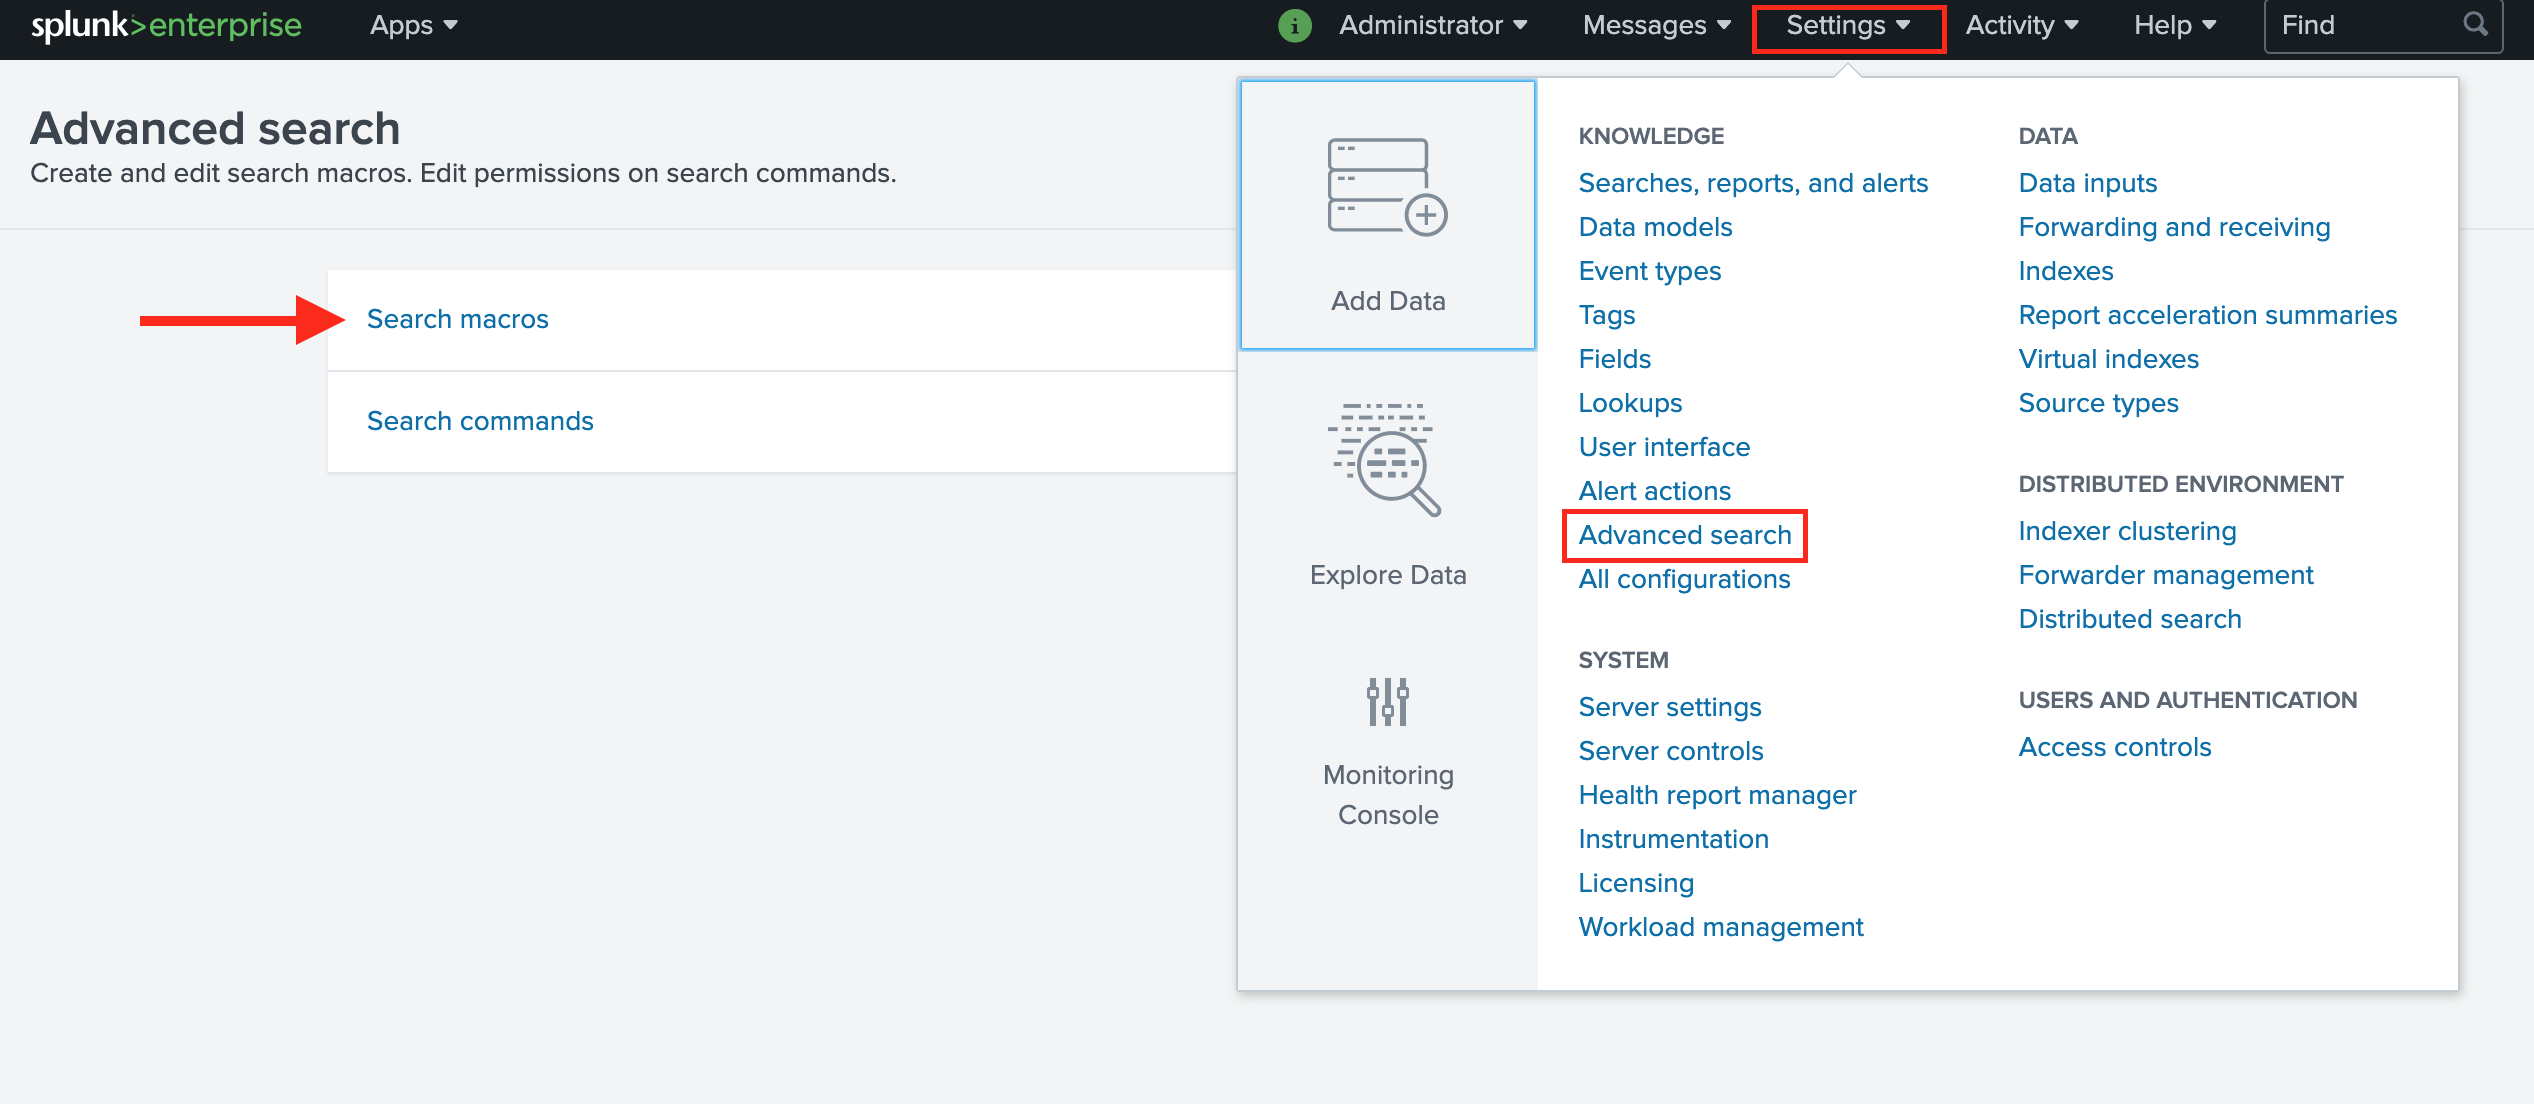 splunk>enterprise
Apps
Administrator
Messages
Settings
Activity
Help
Find
Advanced search
Create and edit search macros. Edit permissions on search commands.
Search macros
Search commands
Add Data
Explore Data
Monitoring
Console
KNOWLEDGE
Searches, reports, and alerts
Data models
Event types
Tags
Fields
Lookups
User interface
Alert actions
Advanced search
All configurations
SYSTEM
Server settings
Server controls
Health report manager
Instrumentation
Licensing
Workload management
DATA
Data inputs
Forwarding and receiving
Indexes
Report acceleration summaries
Virtual indexes
Source types
DISTRIBUTED ENVIRONMENT
Indexer clustering
Forwarder management
Distributed search
USERS AND AUTHENTICATION
Access controls